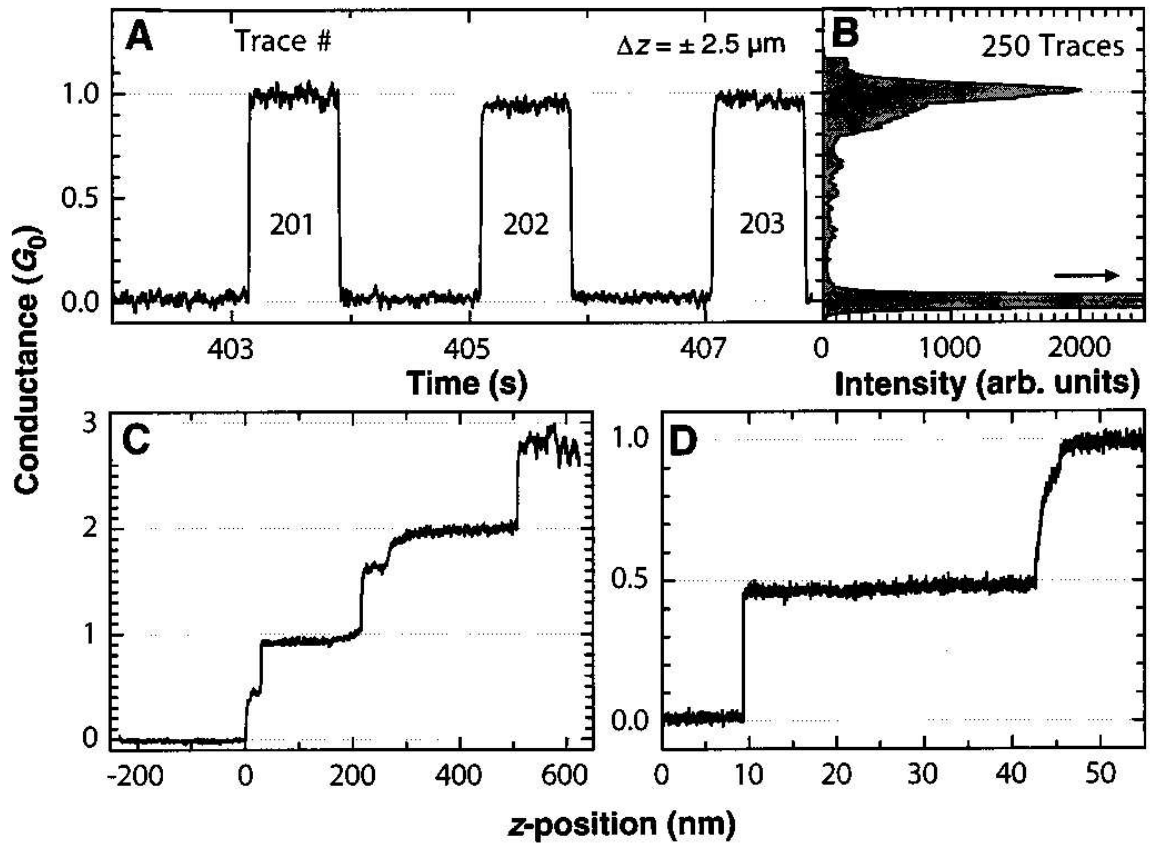 A Trace # Δz = ± 2.5 µm
B 250 Traces
1.0
0.5
0.0
201 202 203
403 405 407
0 1000 2000
Time (s)
Intensity (arb. units)
Conductance (G₀)
C
3
2
1
0
-200 0 200 400 600
D
1.0
0.5
0.0
0 10 20 30 40 50
z-position (nm)